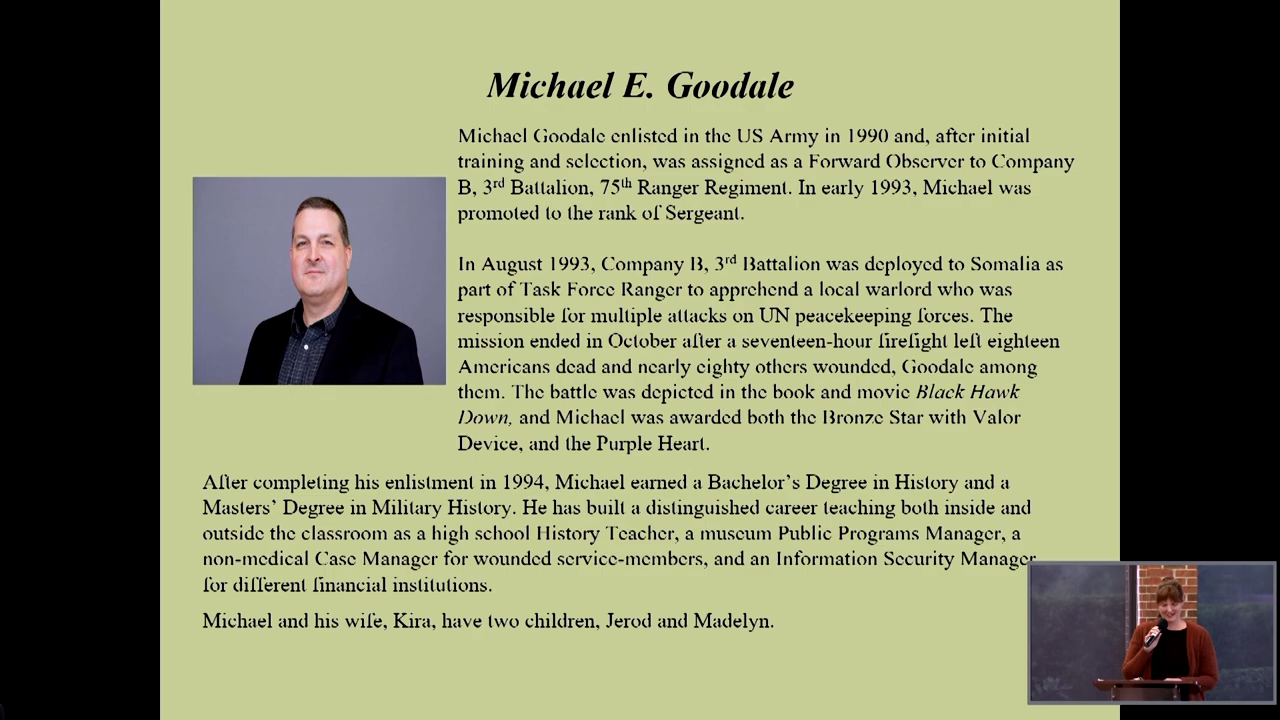 Michael E. Goodale
Michael Goodale enlisted in the US Army in 1990 and, after initial
training and selection, was assigned as a Forward Observer to Company
B, 3rd Battalion, 75th Ranger Regiment. In early 1993, Michael was
promoted to the rank of Sergeant.
In August 1993, Company B, 3rd Battalion was deployed to Somalia as
part of Task Force Ranger to apprehend a local warlord who was
responsible for multiple attacks on UN peacekeeping forces. The
mission ended in October after a seventeen-hour firefight left eighteen
Americans dead and nearly eighty others wounded, Goodale among
them. The battle was depicted in the book and movie Black Hawk
Down, and Michael was awarded both the Bronze Star with Valor
Device, and the Purple Heart.
After completing his enlistment in 1994, Michael earned a Bachelor’s Degree in History and a
Masters’ Degree in Military History. He has built a distinguished career teaching both inside and
outside the classroom as a high school History Teacher, a museum Public Programs Manager, a
non-medical Case Manager for wounded service-members, and an Information Security Manager
for different financial institutions.
Michael and his wife, Kira, have two children, Jerod and Madelyn.